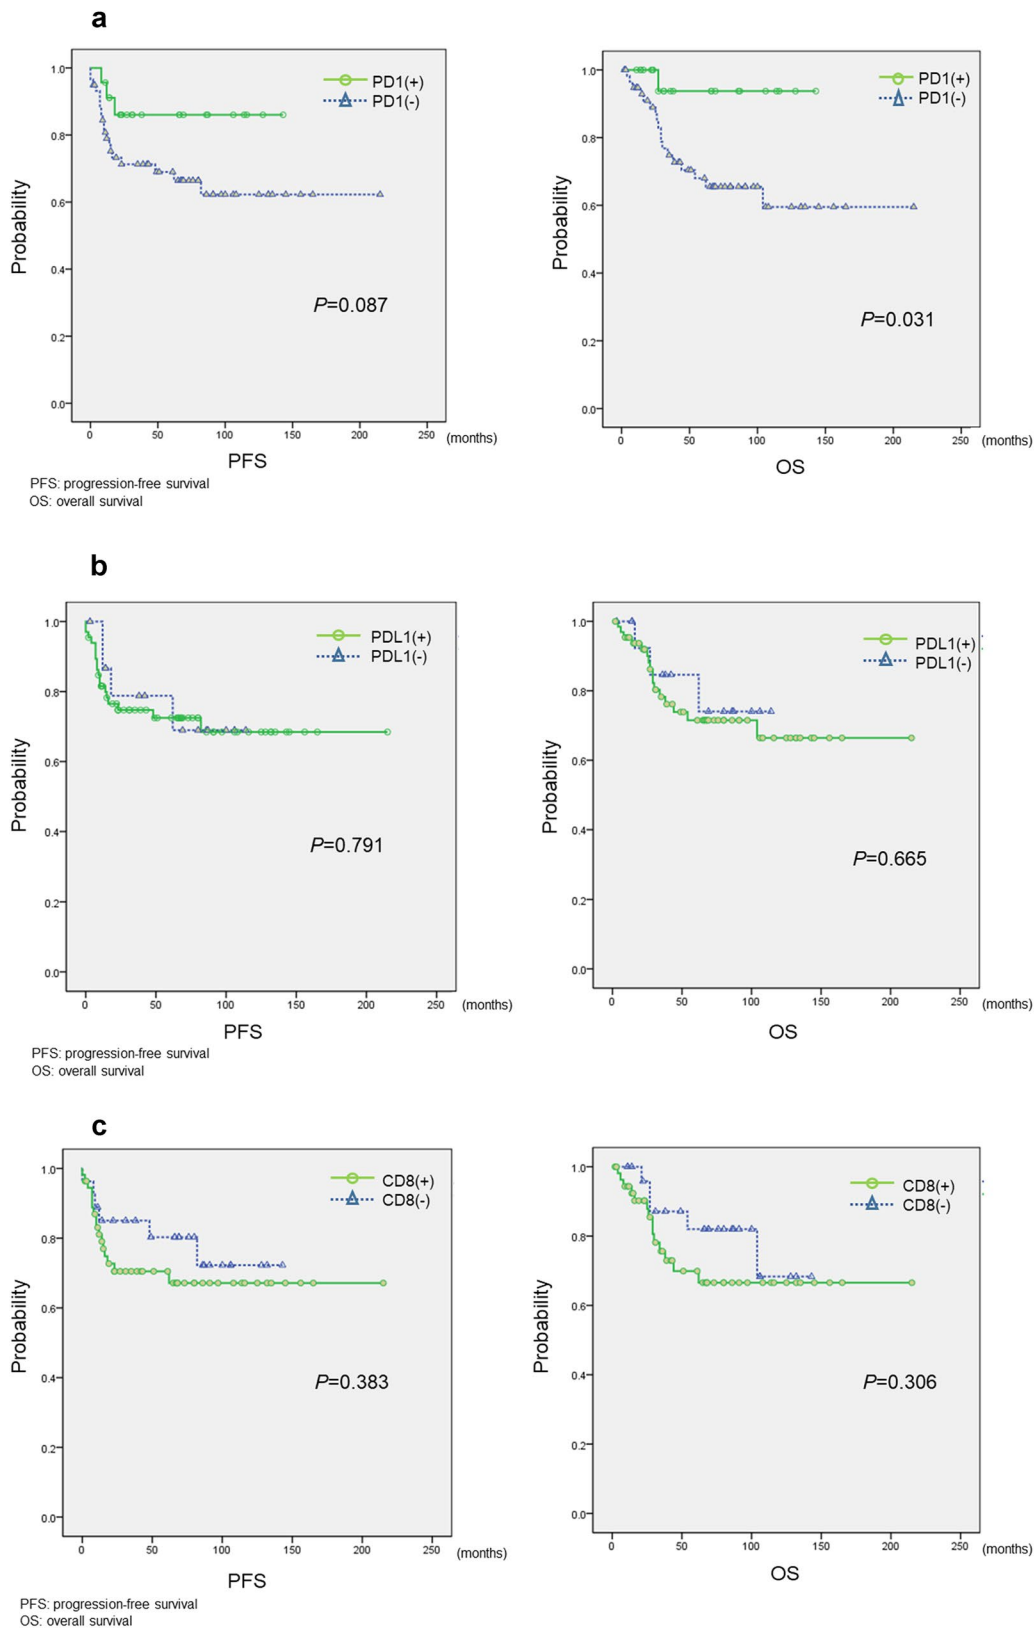 a
1.0
0.8
0.6
0.4
0.2
0.0
Probability
PD1(+)
PD1(-)
P=0.087
0 50 100 150 200 250 (months)
PFS
1.0
0.8
0.6
0.4
0.2
0.0
Probability
PD1(+)
PD1(-)
P=0.031
0 50 100 150 200 250 (months)
OS
PFS: progression-free survival
OS: overall survival
b
1.0
0.8
0.6
0.4
0.2
0.0
Probability
PDL1(+)
PDL1(-)
P=0.791
0 50 100 150 200 250 (months)
PFS
1.0
0.8
0.6
0.4
0.2
0.0
Probability
PDL1(+)
PDL1(-)
P=0.665
0 50 100 150 200 250 (months)
OS
PFS: progression-free survival
OS: overall survival
c
1.0
0.8
0.6
0.4
0.2
0.0
Probability
CD8(+)
CD8(-)
P=0.383
0 50 100 150 200 250 (months)
PFS
1.0
0.8
0.6
0.4
0.2
0.0
Probability
CD8(+)
CD8(-)
P=0.306
0 50 100 150 200 250 (months)
OS
PFS: progression-free survival
OS: overall survival